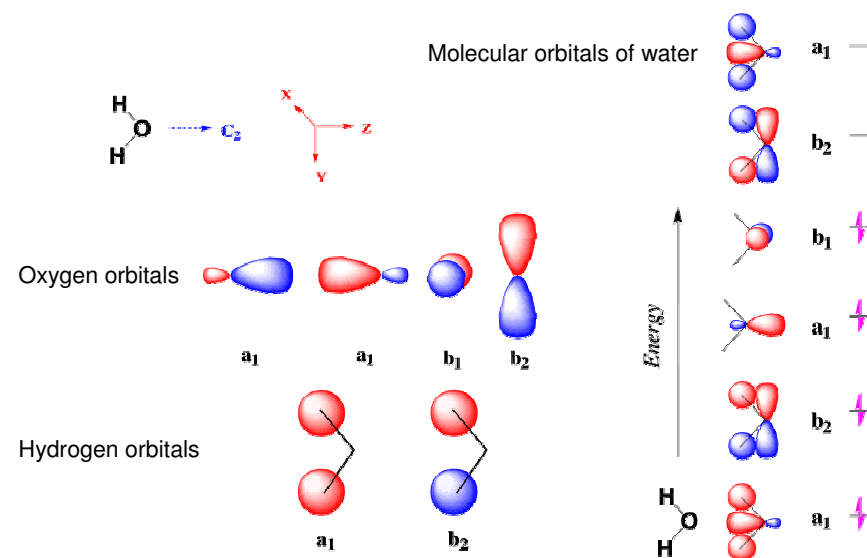 Molecular orbitals of water
a1
b2
H
O
H
C2
X
Z
Y
b1
Oxygen orbitals
a1
a1
a1
b1
b2
Energy
b2
Hydrogen orbitals
a1
b2
H
O
H
a1